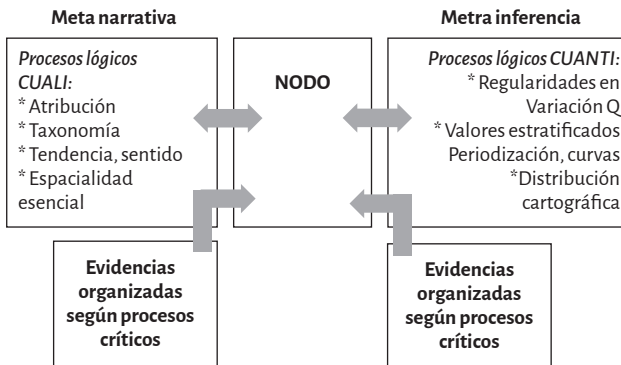 Meta narrativa
Procesos lógicos
CUALI:
* Atribución
* Taxonomía
* Tendencia, sentido
* Espacialidad
esencial
NODO
Metra inferencia
Procesos lógicos CUANTI:
* Regularidades en
Variación Q
* Valores estratificados
Periodización, curvas
*Distribución
cartográfica
Evidencias
organizadas
según procesos
críticos
Evidencias
organizadas
según procesos
críticos